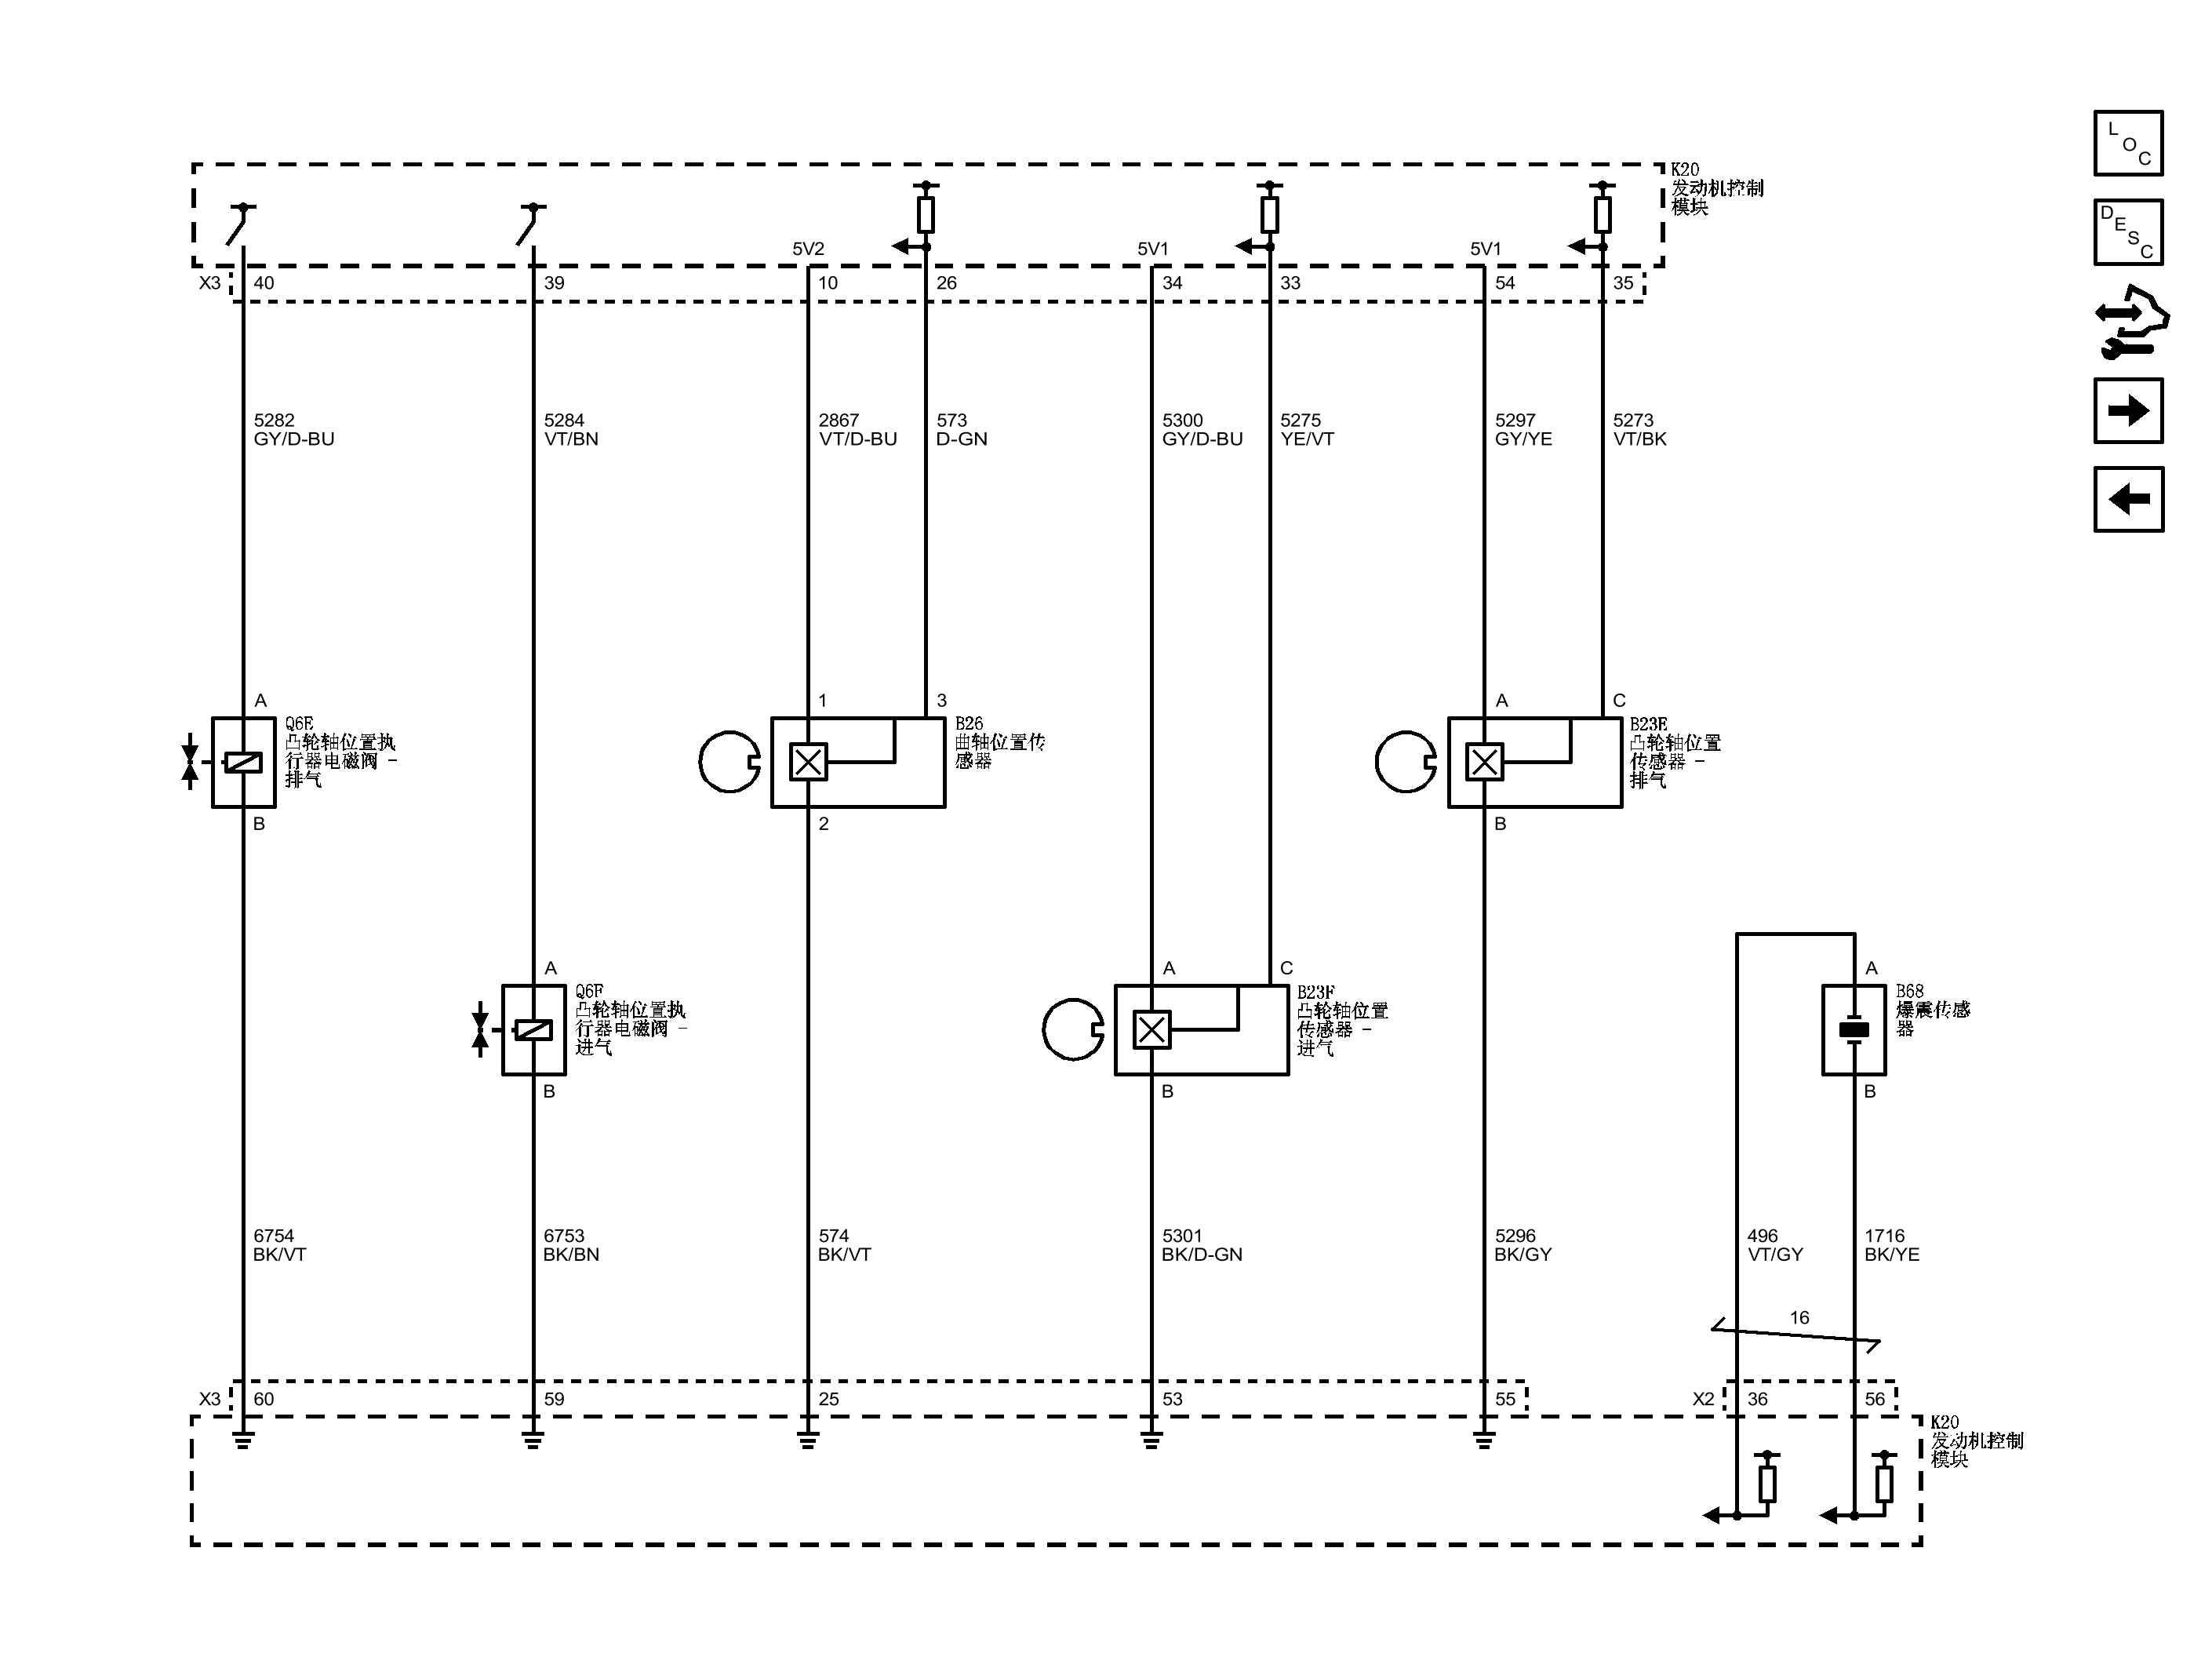 L
O
C
D
E
S
C
K20
发动机控制
模块
5V2
5V1
5V1
X3 40 39 10 26 34 33 54 35
5282
GY/D-BU
5284
VT/BN
2867
VT/D-BU
573
D-GN
5300
GY/D-BU
5275
YE/VT
5297
GY/YE
5273
VT/BK
A
Q6E
凸轮轴位置执
行器电磁阀 -
排气
B
1
3
B26
曲轴位置传
感器
2
A
C
B23E
凸轮轴位置
传感器 -
排气
B
A
Q6F
凸轮轴位置执
行器电磁阀 -
进气
B
A
C
B23F
凸轮轴位置
传感器 -
进气
B
A
B68
爆震传感
器
B
6754
BK/VT
6753
BK/BN
574
BK/VT
5301
BK/D-GN
5296
BK/GY
496
VT/GY
1716
BK/YE
16
X3 60 59 25 53 55 X2 36 56
K20
发动机控制
模块